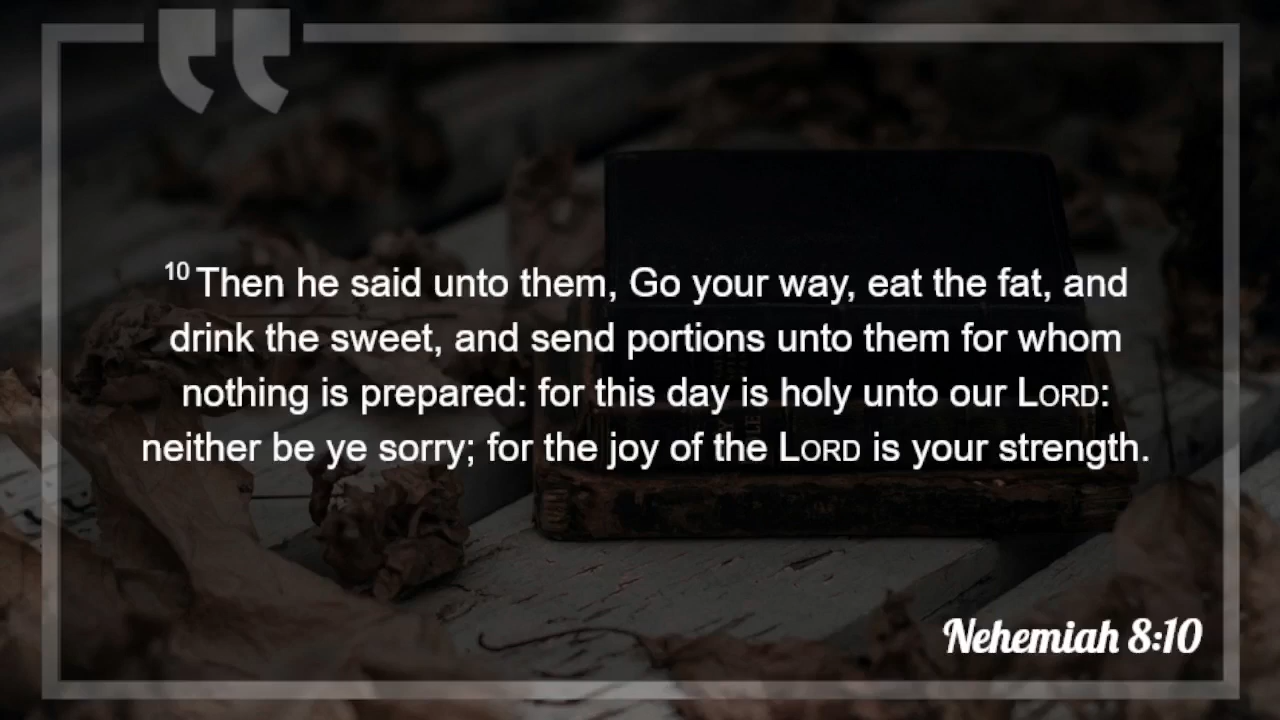 10 Then he said unto them, Go your way, eat the fat, and
drink the sweet, and send portions unto them for whom
nothing is prepared: for this day is holy unto our LORD:
neither be ye sorry; for the joy of the LORD is your strength.
Nehemiah 8:10